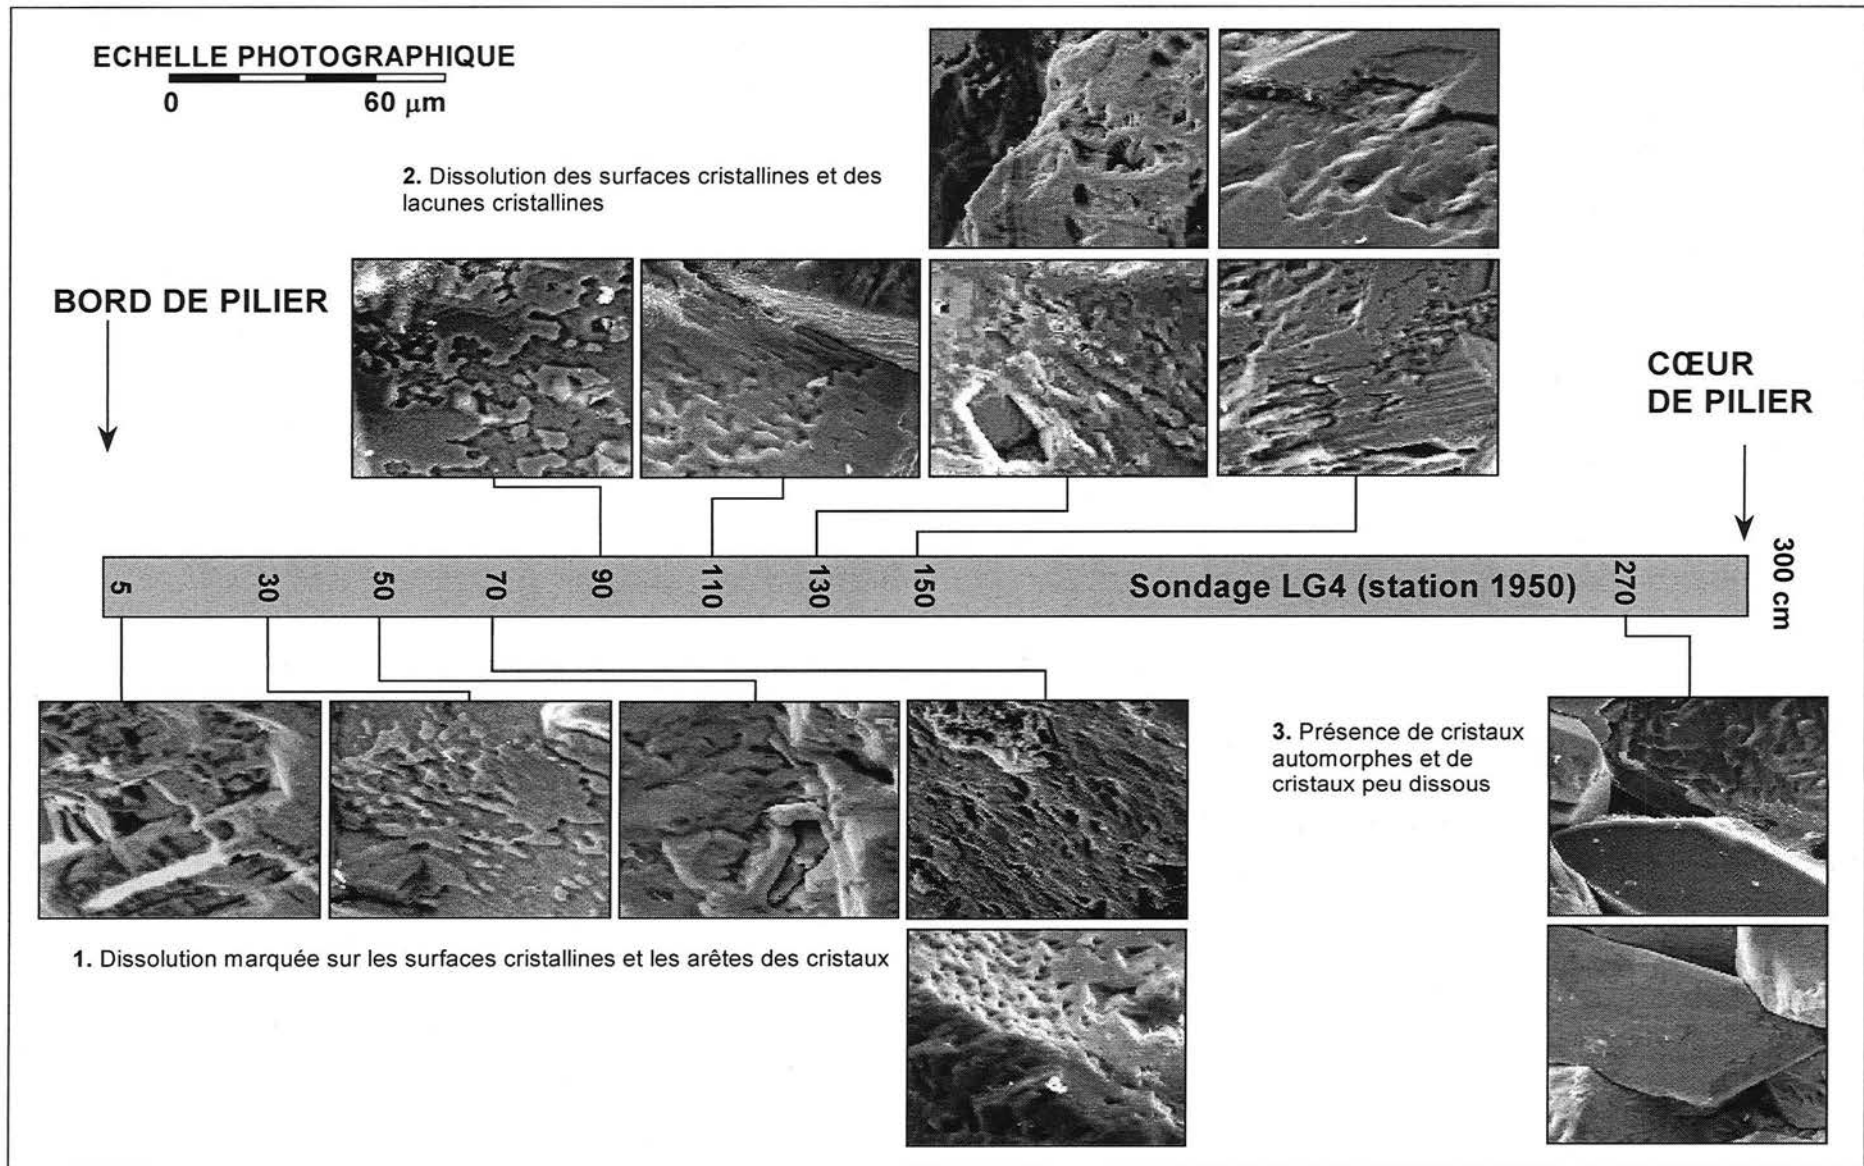 ECHELLE PHOTOGRAPHIQUE
0 60 μm
2. Dissolution des surfaces cristallines et des
lacunes cristallines
BORD DE PILIER
CŒUR
DE PILIER
5 30 50 70 90 110 130 150 Sondage LG4 (station 1950) 270 300 cm
3. Présence de cristaux
automorphes et de
cristaux peu dissous
1. Dissolution marquée sur les surfaces cristallines et les arêtes des cristaux